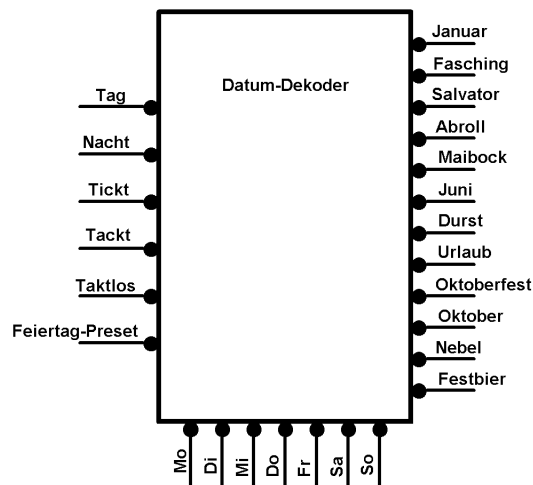 Datum-Dekoder
Tag
Nacht
Tickt
Tackt
Taktlos
Feiertag-Preset
Januar
Fasching
Salvator
Abroll
Maibock
Juni
Durst
Urlaub
Oktoberfest
Oktober
Nebel
Festbier
Mo
Di
Mi
Do
Fr
Sa
So